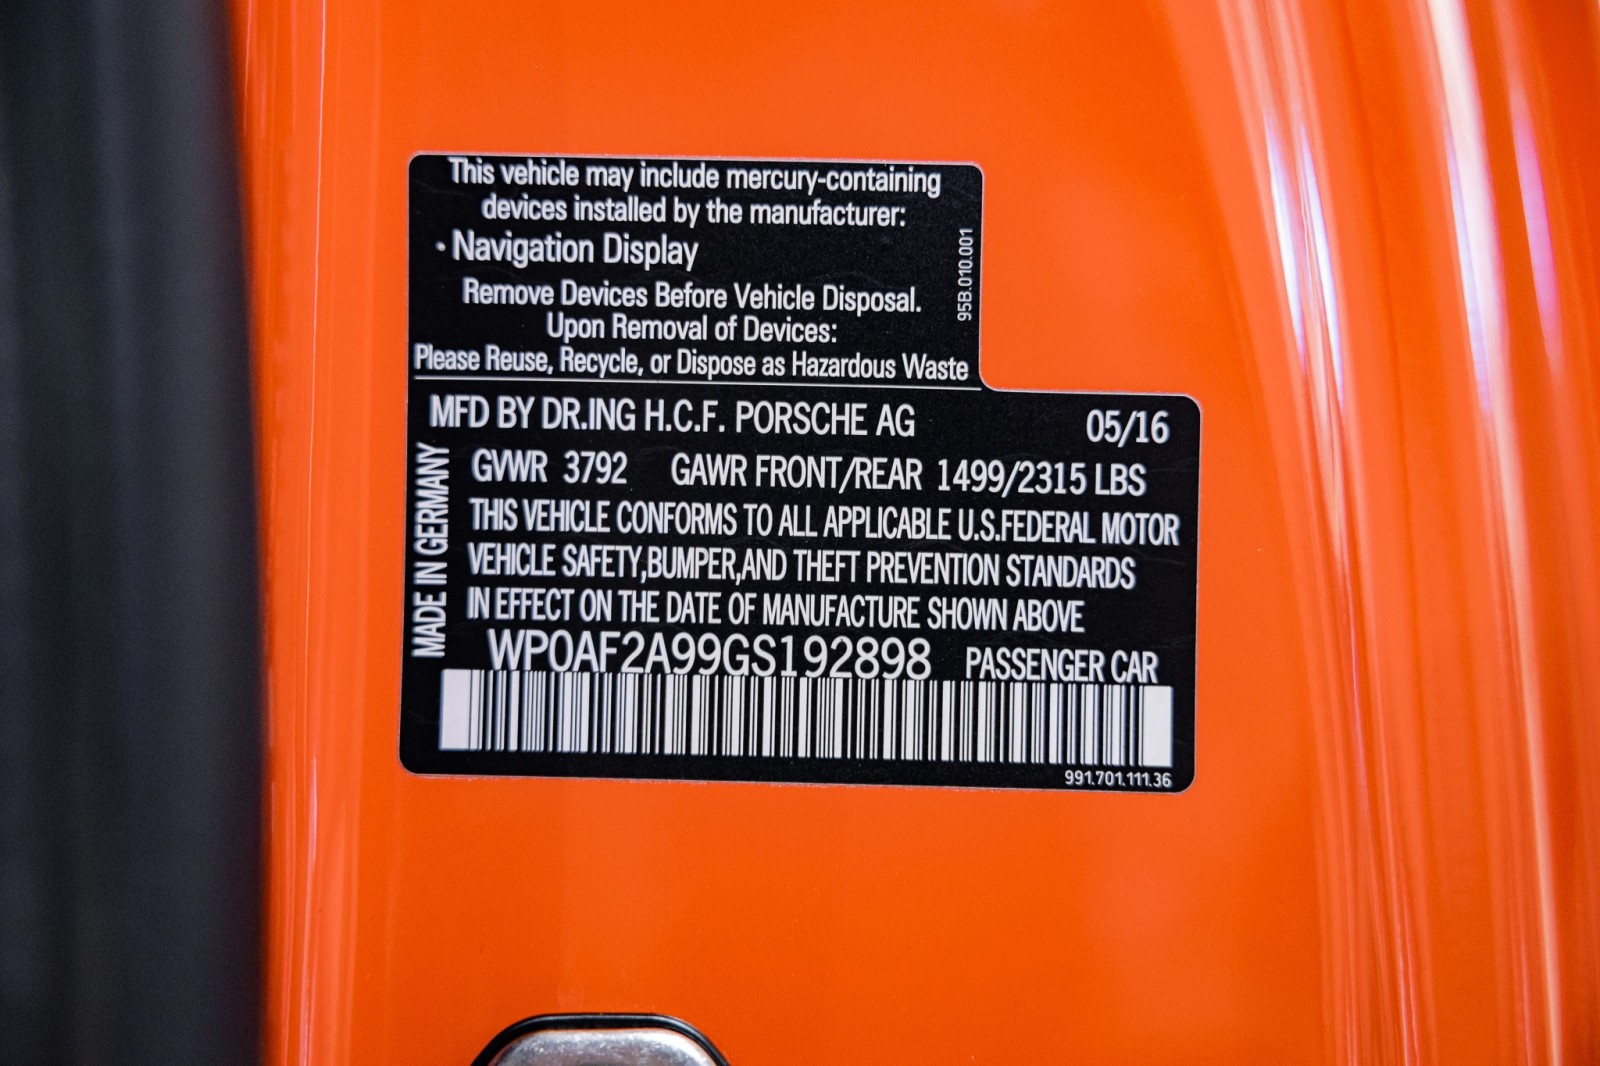 This vehicle may include mercury-containing
devices installed by the manufacturer:
· Navigation Display
Remove Devices Before Vehicle Disposal.
Upon Removal of Devices:
Please Reuse, Recycle, or Dispose as Hazardous Waste
95B.010.001
MFD BY DR.ING H.C.F. PORSCHE AG 05/16
GVWR 3792 GAWR FRONT/REAR 1499/2315 LBS
THIS VEHICLE CONFORMS TO ALL APPLICABLE U.S.FEDERAL MOTOR
VEHICLE SAFETY,BUMPER,AND THEFT PREVENTION STANDARDS
IN EFFECT ON THE DATE OF MANUFACTURE SHOWN ABOVE
MADE IN GERMANY
WP0AF2A99GS192898 PASSENGER CAR
991.701.111.36